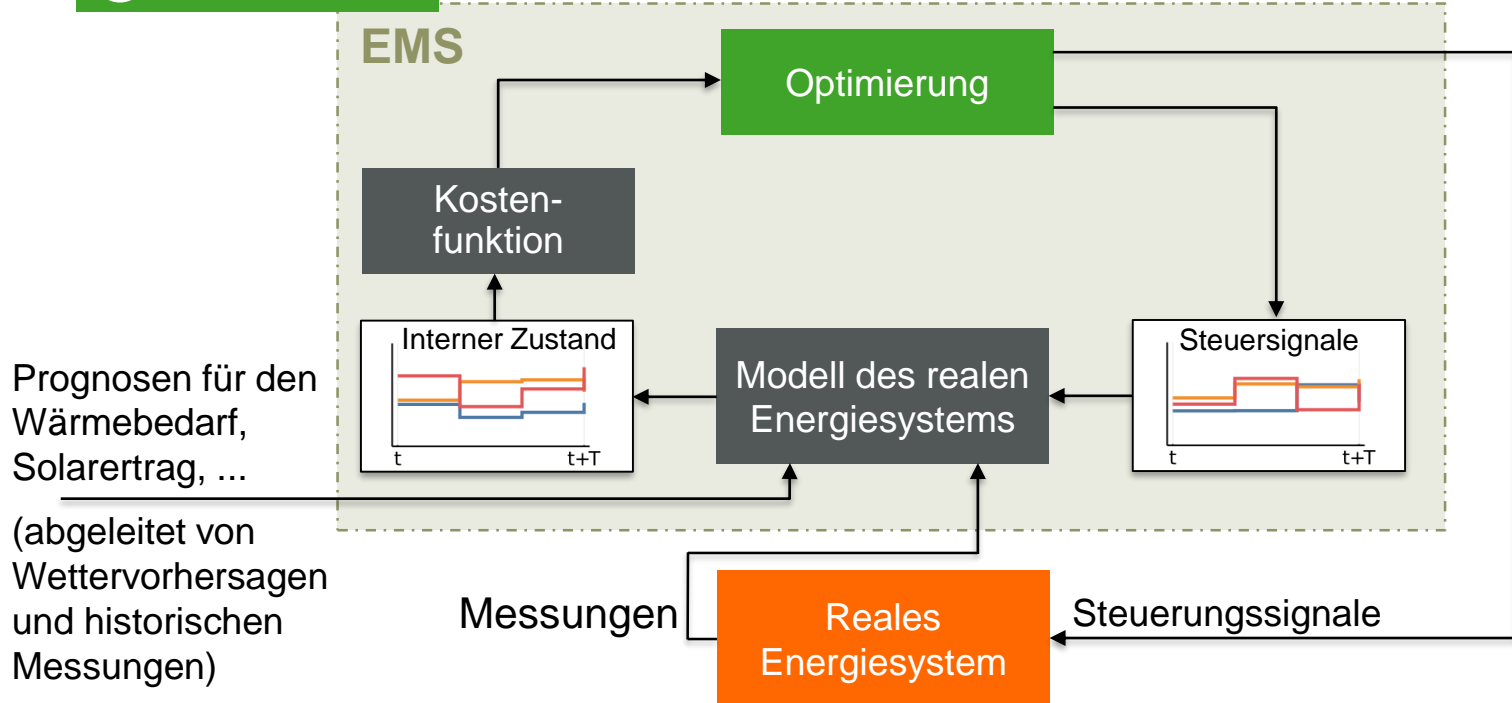 EMS
Optimierung
Kosten-
funktion
Interner Zustand
t
t+T
Modell des realen
Energiesystems
Steuersignale
t
t+T
Prognosen für den
Wärmebedarf,
Solarertrag, ...
(abgeleitet von
Wettervorhersagen
und historischen
Messungen)
Messungen
Reales
Energiesystem
Steuerungssignale